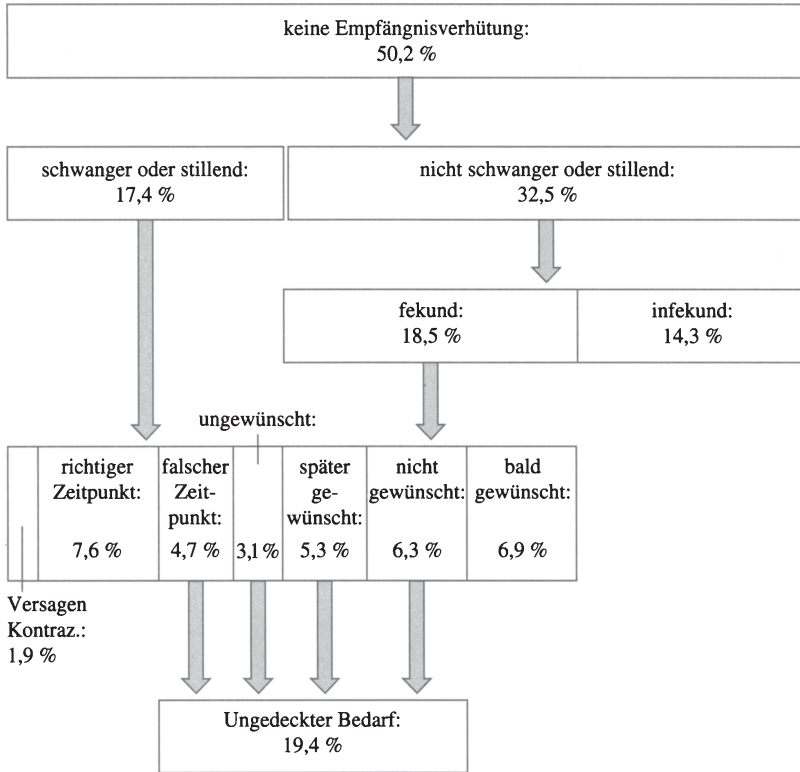 keine Empfängnisverhütung:
50,2 %
schwanger oder stillend:
17,4 %
nicht schwanger oder stillend:
32,5 %
fekund:
18,5 %
infekund:
14,3 %
ungewünscht:
richtiger
Zeitpunkt:
7,6 %
falscher
Zeit-
punkt:
4,7 %
3,1 %
später
ge-
wünscht:
5,3 %
nicht
gewünscht:
6,3 %
bald
gewünscht:
6,9 %
Versagen
Kontraz.:
1,9 %
Ungedeckter Bedarf:
19,4 %